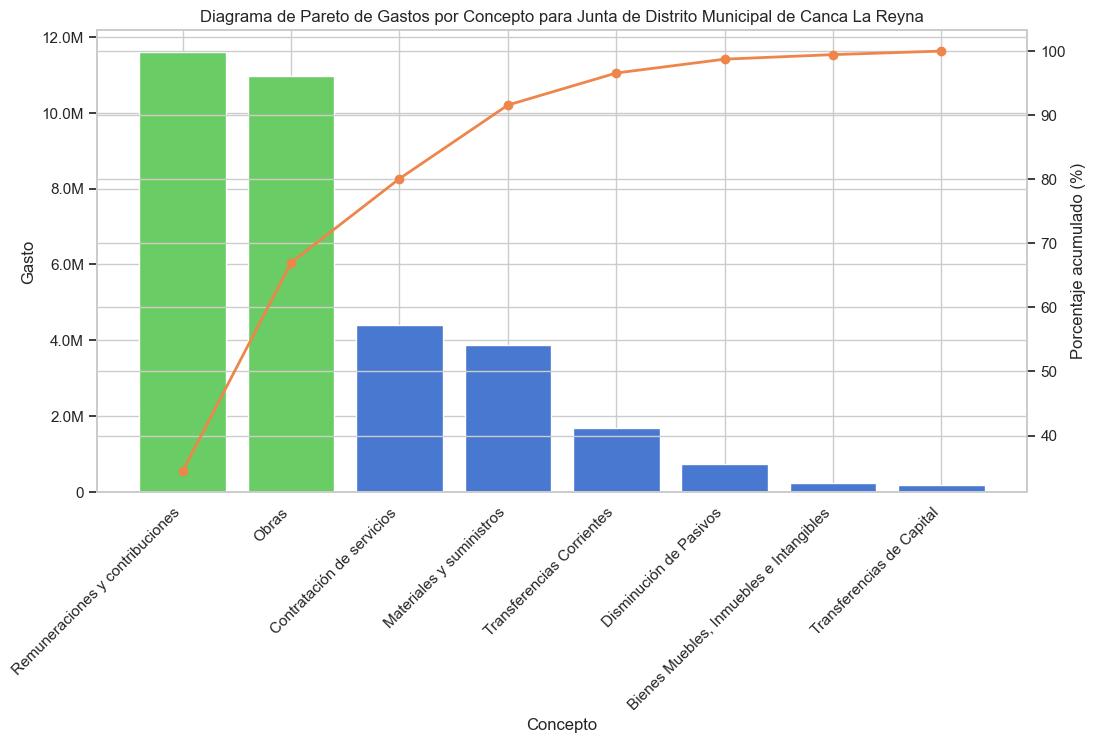 Diagrama de Pareto de Gastos por Concepto para Junta de Distrito Municipal de Canca La Reyna
Gasto
12.0M
10.0M
8.0M
6.0M
4.0M
2.0M
0
100
90
80
70
60
50
40
Porcentaje acumulado (%)
Remuneraciones y contribuciones
Obras
Contratación de servicios
Materiales y suministros
Transferencias Corrientes
Disminución de Pasivos
Bienes Muebles, Inmuebles e Intangibles
Transferencias de Capital
Concepto